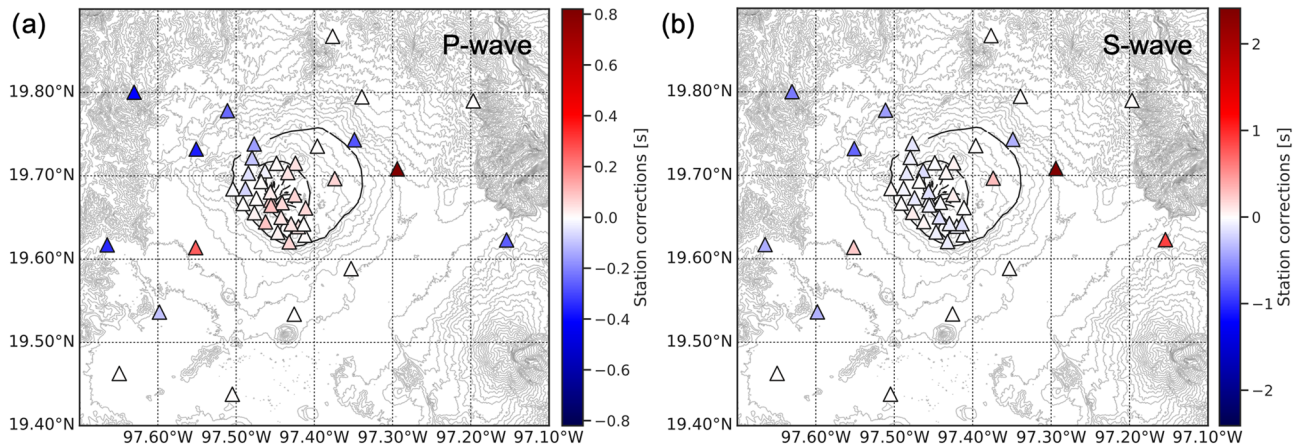 (a)
P-wave
19.80°N
19.70°N
19.60°N
19.50°N
19.40°N
97.60°W
97.50°W
97.40°W
97.30°W
97.20°W
97.10°W
0.8
0.6
0.4
0.2
0.0
−0.2
−0.4
−0.6
−0.8
Station corrections [s]
(b)
S-wave
19.80°N
19.70°N
19.60°N
19.50°N
19.40°N
97.60°W
97.50°W
97.40°W
97.30°W
97.20°W
97.10°W
2
1
0
−1
−2
Station corrections [s]